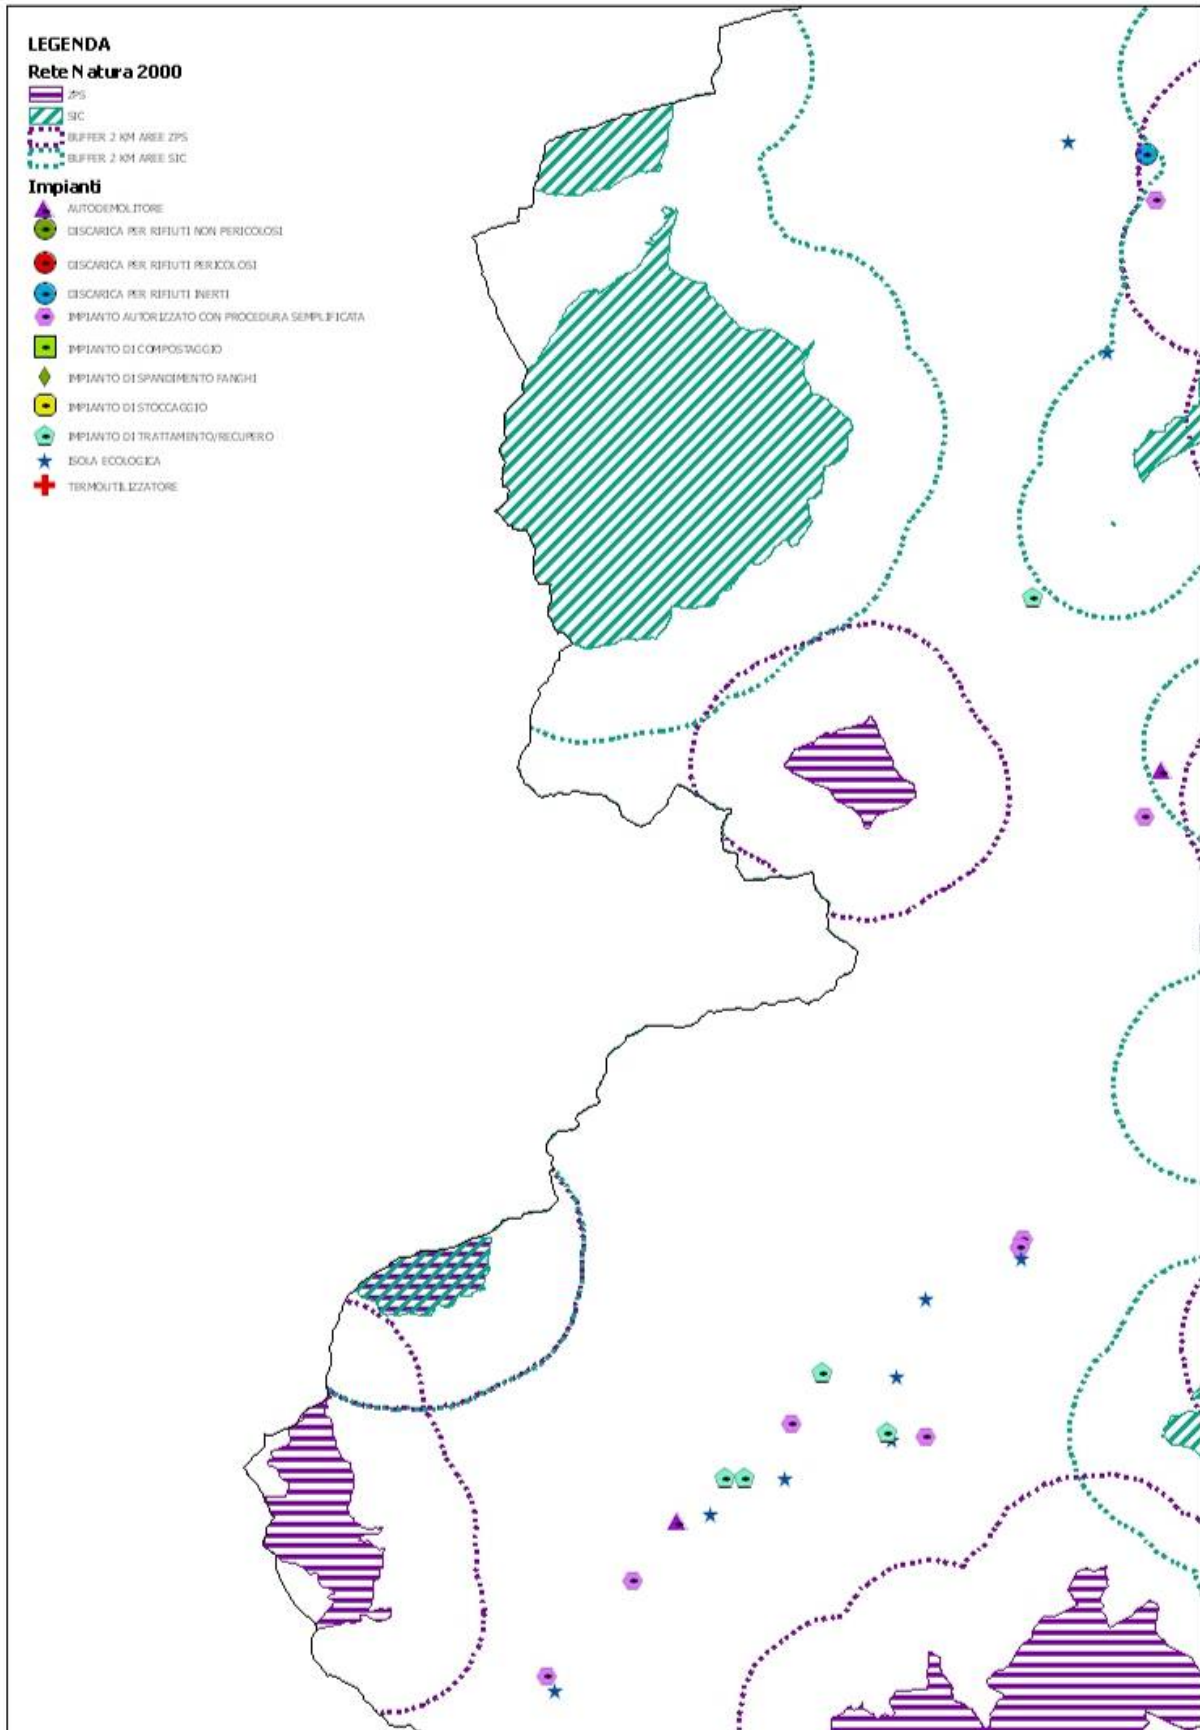 LEGENDA
Rete Natura 2000
ZPS
SIC
BUFFER 2 KM AREE ZPS
BUFFER 2 KM AREE SIC
Impianti
AUTODEMOLITORE
DISCARICA PER RIFIUTI NON PERICOLOSI
DISCARICA PER RIFIUTI PERICOLOSI
DISCARICA PER RIFIUTI INERTI
IMPIANTO AUTORIZZATO CON PROCEDURA SEMPLIFICATA
IMPIANTO DI COMPOSTAGGIO
IMPIANTO DI SPANDIMENTO FANGHI
IMPIANTO DI STOCCAGGIO
IMPIANTO DI TRATTAMENTO/RECUPERO
ISOLA ECOLOGICA
TERMOUTILIZZATORE